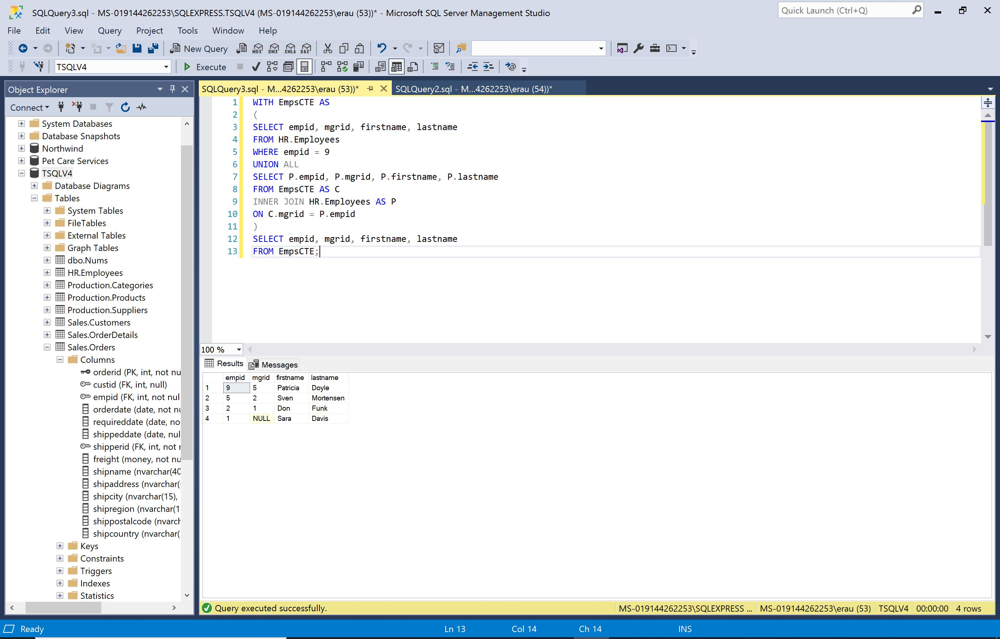 SQLQuery3.sql - MS-019144262253\SQLEXPRESS.TSQLV4 (MS-019144262253\erau (53))* - Microsoft SQL Server Management Studio
Quick Launch (Ctrl+Q)
File Edit View Query Project Tools Window Help
New Query MDX DMX XMLA DAX
TSQLV4 Execute
Object Explorer
Connect
System Databases
Database Snapshots
Northwind
Pet Care Services
TSQLV4
Database Diagrams
Tables
System Tables
FileTables
External Tables
Graph Tables
dbo.Nums
HR.Employees
Production.Categories
Production.Products
Production.Suppliers
Sales.Customers
Sales.OrderDetails
Sales.Orders
Columns
orderid (PK, int, not nu
custid (FK, int, null)
empid (FK, int, not nul
orderdate (date, not nu
requireddate (date, no
shippeddate (date, nul
shipperid (FK, int, not r
freight (money, not nu
shipname (nvarchar(40
shipaddress (nvarchar(
shipcity (nvarchar(15),
shipregion (nvarchar(1
shippostalcode (nvarch
shipcountry (nvarchar(
Keys
Constraints
Triggers
Indexes
Statistics
SQLQuery3.sql - M...4262253\erau (53))* SQLQuery2.sql - M...4262253\erau (54))*
1 WITH EmpsCTE AS
2 (
3 SELECT empid, mgrid, firstname, lastname
4 FROM HR.Employees
5 WHERE empid = 9
6 UNION ALL
7 SELECT P.empid, P.mgrid, P.firstname, P.lastname
8 FROM EmpsCTE AS C
9 INNER JOIN HR.Employees AS P
10 ON C.mgrid = P.empid
11 )
12 SELECT empid, mgrid, firstname, lastname
13 FROM EmpsCTE;
100 %
Results Messages
empid mgrid firstname lastname
1 9 5 Patricia Doyle
2 5 2 Sven Mortensen
3 2 1 Don Funk
4 1 NULL Sara Davis
Query executed successfully. MS-019144262253\SQLEXPRESS ... MS-019144262253\erau (53) TSQLV4 00:00:00 4 rows
Ready Ln 13 Col 14 Ch 14 INS